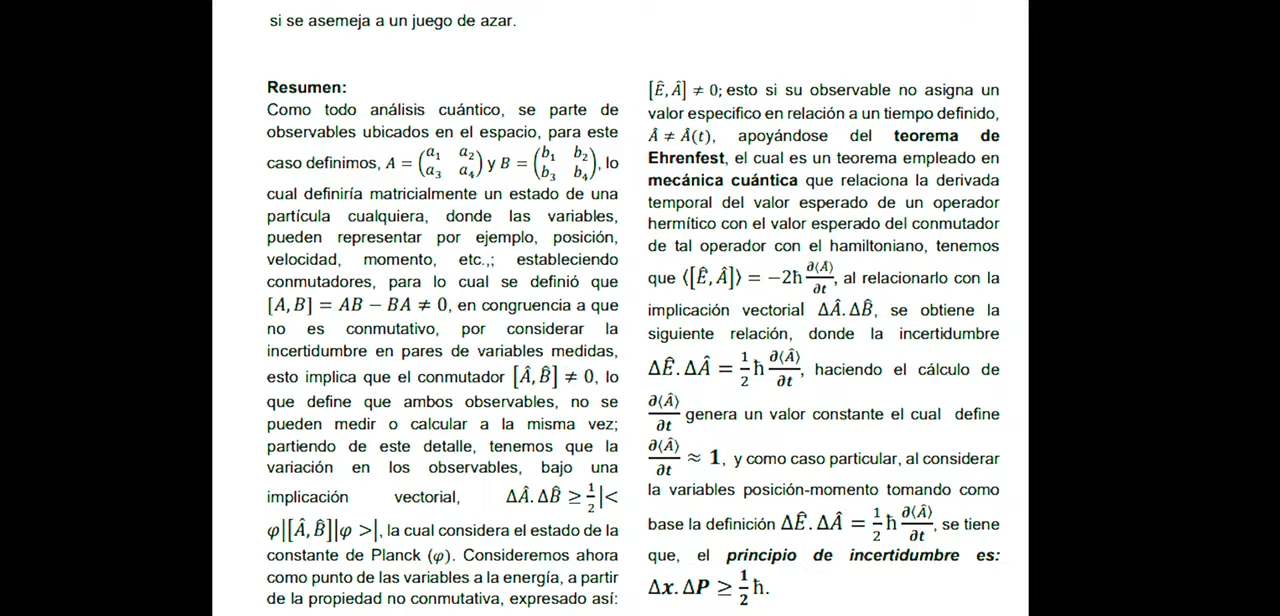 si se asemeja a un juego de azar.
Resumen:
Como todo análisis cuántico, se parte de
observables ubicados en el espacio, para este
caso definimos, A = (a₁ a₂ a₃ a₄) y B = (b₁ b₂ b₃ b₄), lo
cual definiría matricialmente un estado de una
partícula cualquiera, donde las variables,
pueden representar por ejemplo, posición,
velocidad, momento, etc.,; estableciendo
conmutadores, para lo cual se definió que
[A, B] = AB − BA ≠ 0, en congruencia a que
no es conmutativo, por considerar la
incertidumbre en pares de variables medidas,
esto implica que el conmutador [Â, B̂] ≠ 0, lo
que define que ambos observables, no se
pueden medir o calcular a la misma vez;
partiendo de este detalle, tenemos que la
variación en los observables, bajo una
implicación vectorial, ΔÂ. ΔB̂ ≥ 1/2 |<
φ|[Â, B̂]|φ >|, la cual considera el estado de la
constante de Planck (φ). Consideremos ahora
como punto de las variables a la energía, a partir
de la propiedad no conmutativa, expresado así:
[Ê, Â] ≠ 0; esto si su observable no asigna un
valor especifico en relación a un tiempo definido,
Â ≠ Â(t), apoyándose del teorema de
Ehrenfest, el cual es un teorema empleado en
mecánica cuántica que relaciona la derivada
temporal del valor esperado de un operador
hermítico con el valor esperado del conmutador
de tal operador con el hamiltoniano, tenemos
que ⟨[Ê, Â]⟩ = −2ħ ∂⟨Â⟩/∂t, al relacionarlo con la
implicación vectorial ΔÂ. ΔB̂, se obtiene la
siguiente relación, donde la incertidumbre
ΔÊ. ΔÂ = 1/2 ħ ∂⟨Â⟩/∂t, haciendo el cálculo de
∂⟨Â⟩/∂t genera un valor constante el cual define
∂⟨Â⟩/∂t ≈ 1, y como caso particular, al considerar
la variables posición-momento tomando como
base la definición ΔÊ. ΔÂ = 1/2 ħ ∂⟨Â⟩/∂t, se tiene
que, el principio de incertidumbre es:
Δx. ΔP ≥ 1/2 ħ.